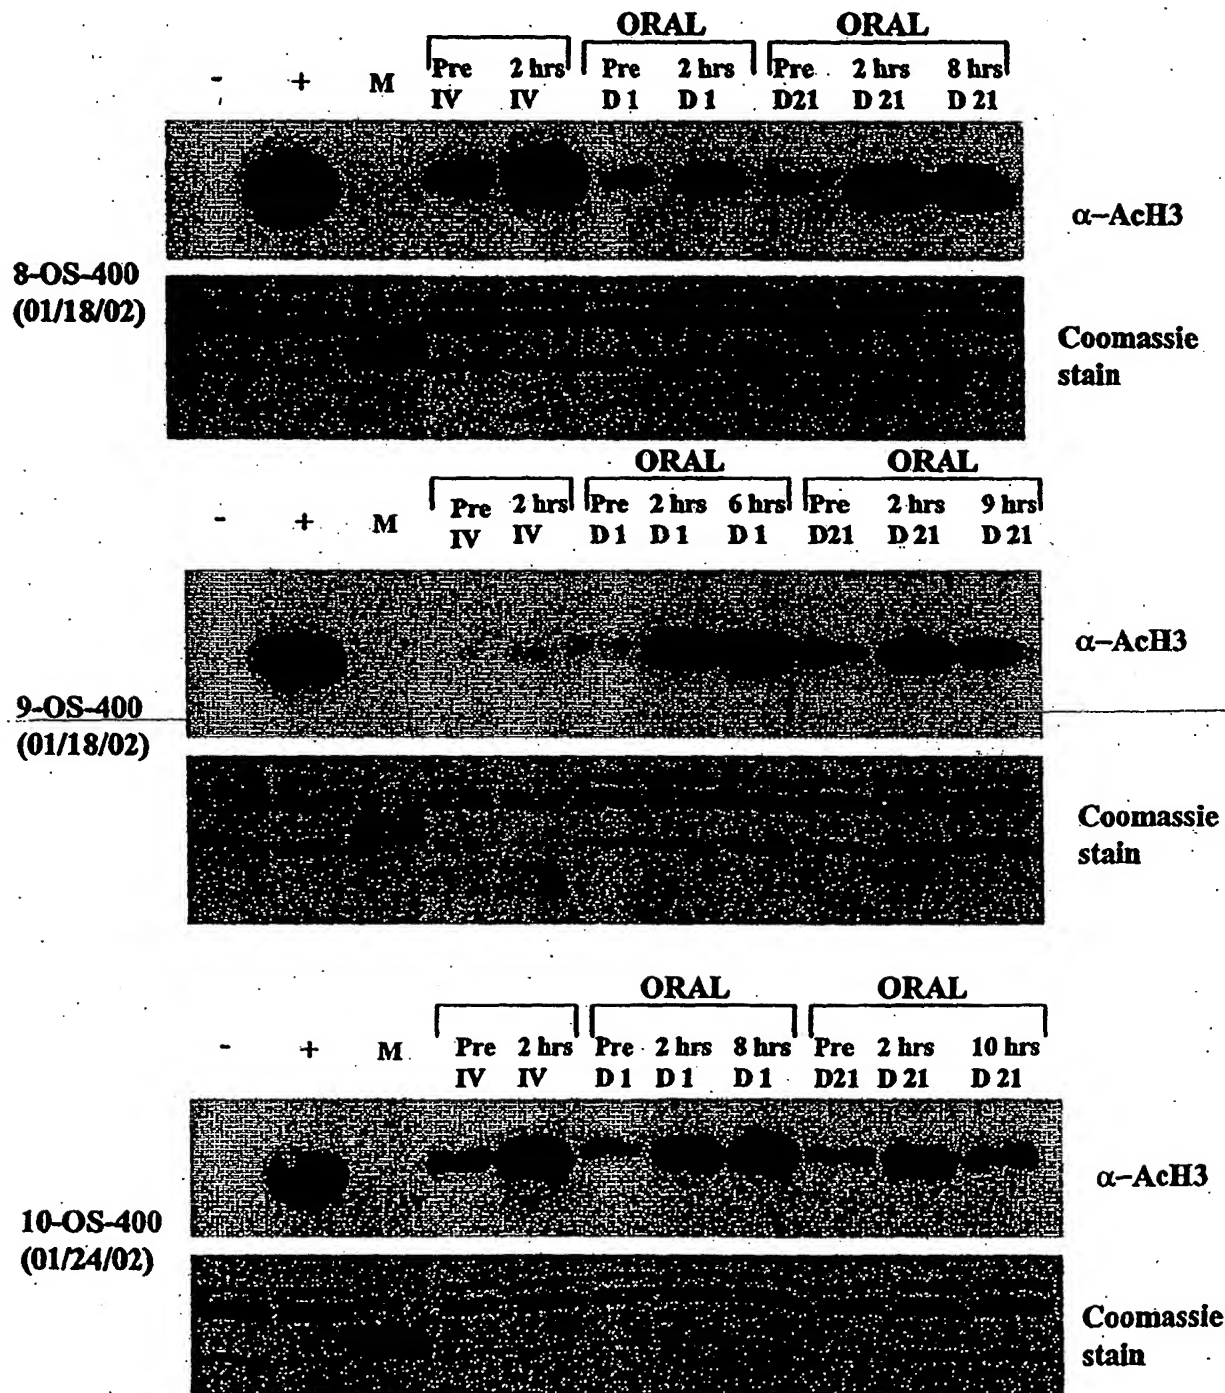 ORAL ORAL
- + M Pre 2 hrs Pre 2 hrs Pre 2 hrs 8 hrs
IV IV D 1 D 1 D21 D 21 D 21
α-AcH3
8-OS-400
(01/18/02)
Coomassie
stain
ORAL ORAL
- + M Pre 2 hrs Pre 2 hrs 6 hrs Pre 2 hrs 9 hrs
IV IV D 1 D 1 D 1 D21 D 21 D 21
α-AcH3
9-OS-400
(01/18/02)
Coomassie
stain
ORAL ORAL
- + M Pre 2 hrs Pre 2 hrs 8 hrs Pre 2 hrs 10 hrs
IV IV D 1 D 1 D 1 D21 D 21 D 21
α-AcH3
10-OS-400
(01/24/02)
Coomassie
stain